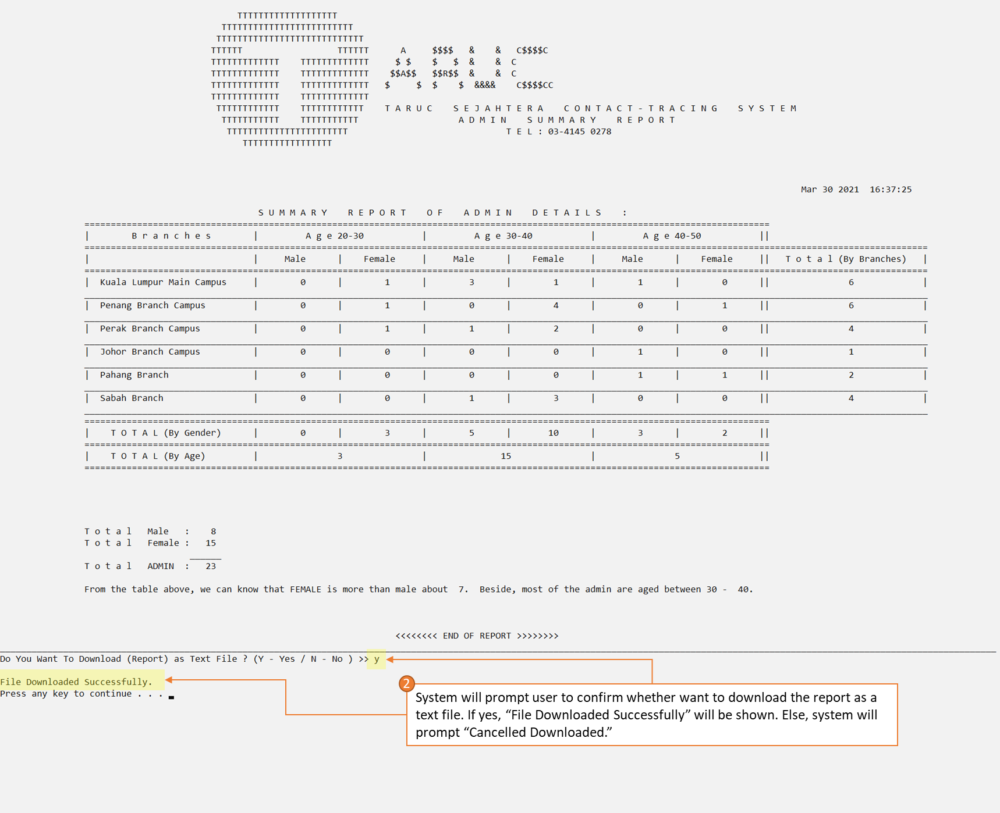 TTTTTTTTTTTTTTTTTTT
TTTTTTTTTTTTTTTTTTTTTTTTT
TTTTTTTTTTTTTTTTTTTTTTTTTTTT
TTTTTT                  TTTTTT      A     $$$$   &    &   C$$$$C
TTTTTTTTTTTTT    TTTTTTTTTTTTT     $ $    $   $  &    &  C
TTTTTTTTTTTTT    TTTTTTTTTTTTT    $$A$$   $$R$$  &    &  C
TTTTTTTTTTTTT    TTTTTTTTTTTTT   $     $  $    $  &&&&    C$$$$CC
TTTTTTTTTTTTT    TTTTTTTTTTTTT
TTTTTTTTTTTT    TTTTTTTTTTTT    T A R U C   S E J A H T E R A   C O N T A C T - T R A C I N G   S Y S T E M
TTTTTTTTTTT    TTTTTTTTTTT                   A D M I N   S U M M A R Y   R E P O R T
TTTTTTTTTTTTTTTTTTTTTTT                              T E L : 03-4145 0278
TTTTTTTTTTTTTTTTT
Mar 30 2021  16:37:25
S U M M A R Y   R E P O R T   O F   A D M I N   D E T A I L S   :
| B r a n c h e s | A g e 20-30 | A g e 30-40 | A g e 40-50 ||
| | Male | Female | Male | Female | Male | Female || T o t a l (By Branches) |
| Kuala Lumpur Main Campus | 0 | 1 | 3 | 1 | 1 | 0 || 6 |
| Penang Branch Campus | 0 | 1 | 0 | 4 | 0 | 1 || 6 |
| Perak Branch Campus | 0 | 1 | 1 | 2 | 0 | 0 || 4 |
| Johor Branch Campus | 0 | 0 | 0 | 0 | 1 | 0 || 1 |
| Pahang Branch | 0 | 0 | 0 | 0 | 1 | 1 || 2 |
| Sabah Branch | 0 | 0 | 1 | 3 | 0 | 0 || 4 |
| T O T A L (By Gender) | 0 | 3 | 5 | 10 | 3 | 2 ||
| T O T A L (By Age) | 3 | 15 | 5 ||
T o t a l   Male   :    8
T o t a l   Female :   15
T o t a l   ADMIN  :   23
From the table above, we can know that FEMALE is more than male about  7.  Beside, most of the admin are aged between 30 -  40.
<<<<<<<< END OF REPORT >>>>>>>>
Do You Want To Download (Report) as Text File ? (Y - Yes / N - No ) >> y
File Downloaded Successfully.
Press any key to continue . . .
2
System will prompt user to confirm whether want to download the report as a
text file. If yes, “File Downloaded Successfully” will be shown. Else, system will
prompt “Cancelled Downloaded.”